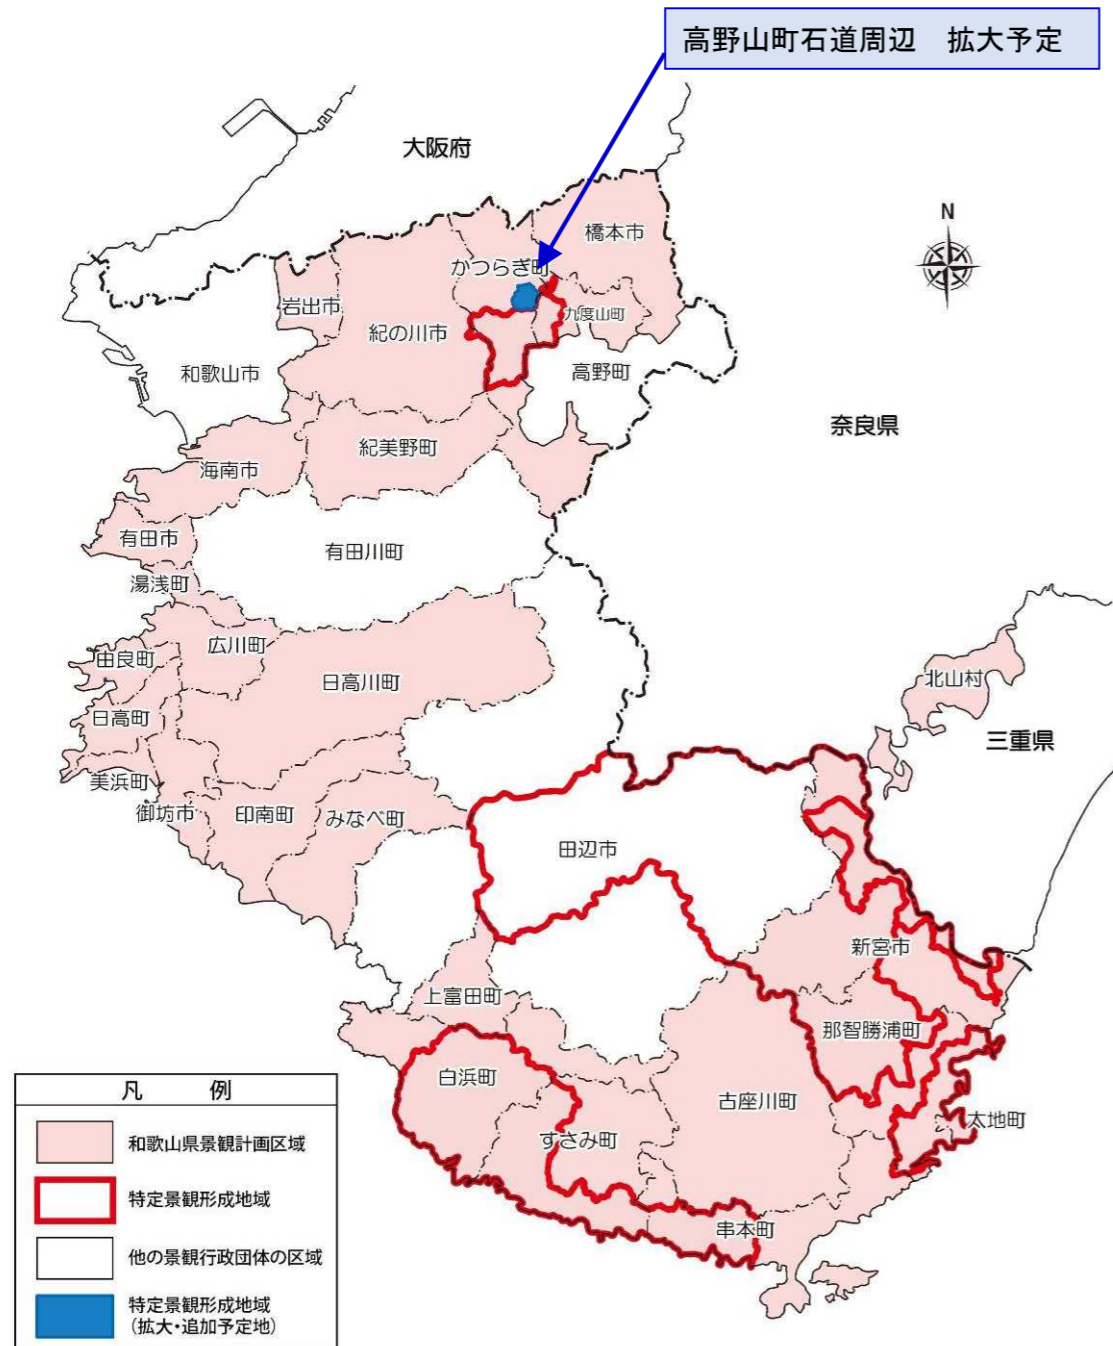 高野山町石道周辺　拡大予定
大阪府
N
橋本市
かつらぎ町
岩出市
九度山町
紀の川市
和歌山市
高野町
奈良県
紀美野町
海南市
有田市
有田川町
湯浅町
広川町
由良町
日高川町
北山村
日高町
三重県
美浜町
御坊市
印南町
みなべ町
田辺市
新宮市
上富田町
那智勝浦町
白浜町
古座川町
太地町
すさみ町
串本町
凡　例
和歌山県景観計画区域
特定景観形成地域
他の景観行政団体の区域
特定景観形成地域
（拡大・追加予定地）